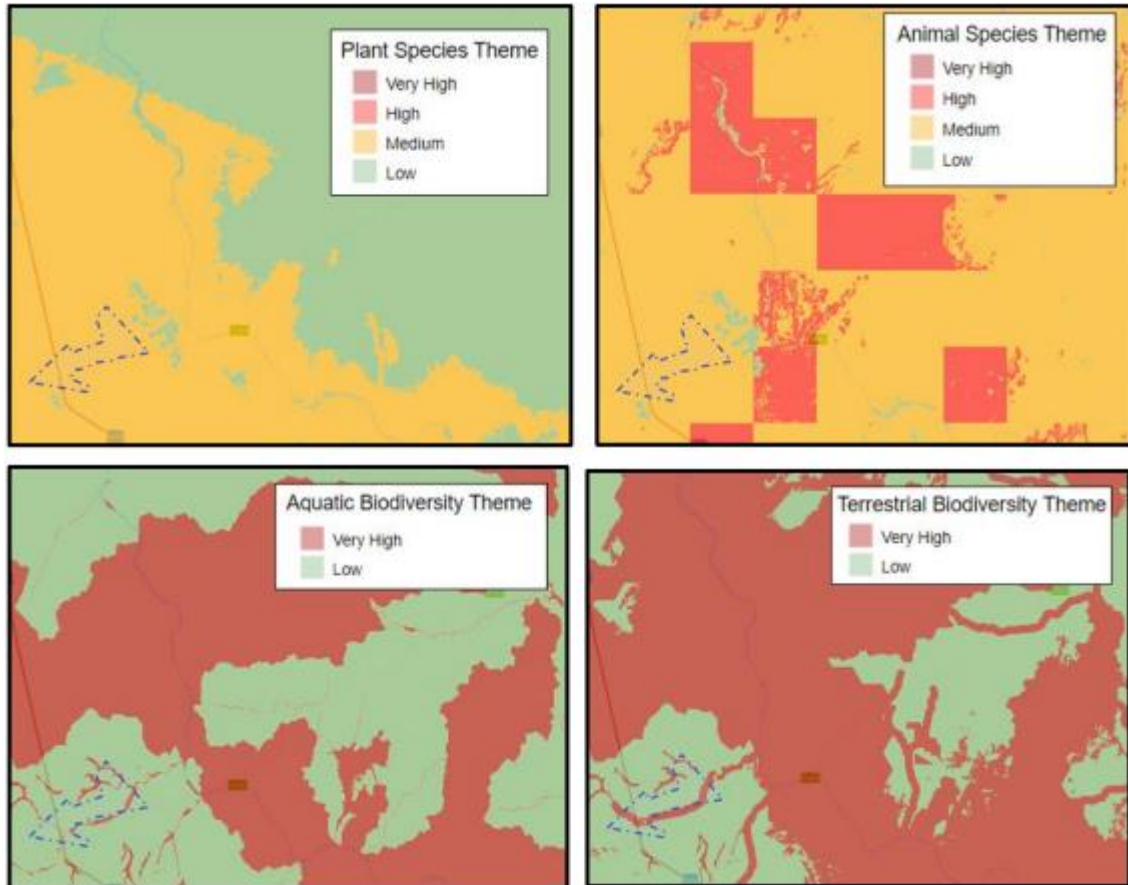 Plant Species Theme
Very High
High
Medium
Low
Animal Species Theme
Very High
High
Medium
Low
Aquatic Biodiversity Theme
Very High
Low
Terrestrial Biodiversity Theme
Very High
Low